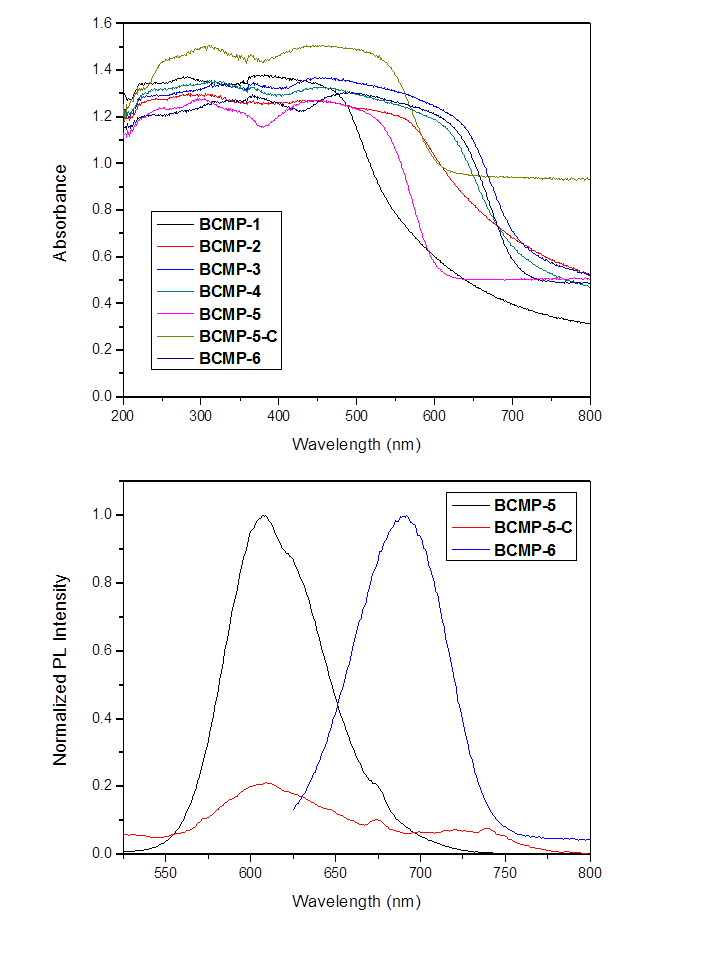 1.6
1.4
1.2
1.0
0.8
0.6
0.4
0.2
0.0
Absorbance
BCMP-1
BCMP-2
BCMP-3
BCMP-4
BCMP-5
BCMP-5-C
BCMP-6
200 300 400 500 600 700 800
Wavelength (nm)
1.0
0.8
0.6
0.4
0.2
0.0
Normalized PL Intensity
BCMP-5
BCMP-5-C
BCMP-6
550 600 650 700 750 800
Wavelength (nm)